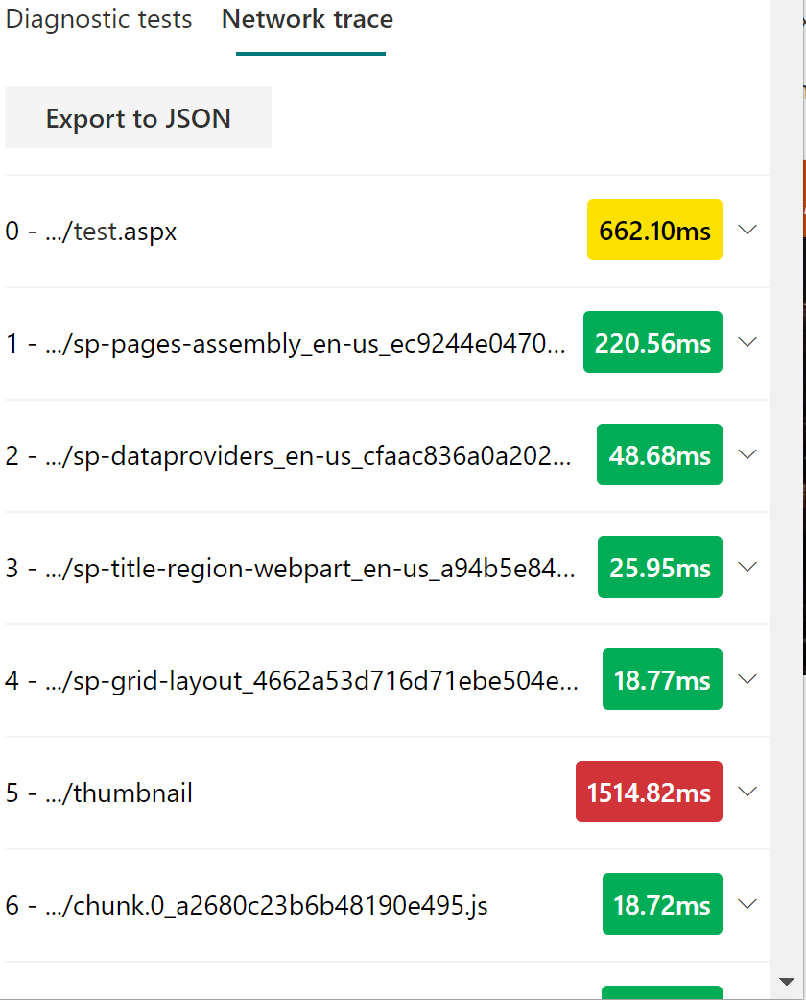 Diagnostic tests Network trace
Export to JSON
0 - .../test.aspx 662.10ms
1 - .../sp-pages-assembly_en-us_ec9244e0470... 220.56ms
2 - .../sp-dataproviders_en-us_cfaac836a0a202... 48.68ms
3 - .../sp-title-region-webpart_en-us_a94b5e84... 25.95ms
4 - .../sp-grid-layout_4662a53d716d71ebe504e... 18.77ms
5 - .../thumbnail 1514.82ms
6 - .../chunk.0_a2680c23b6b48190e495.js 18.72ms